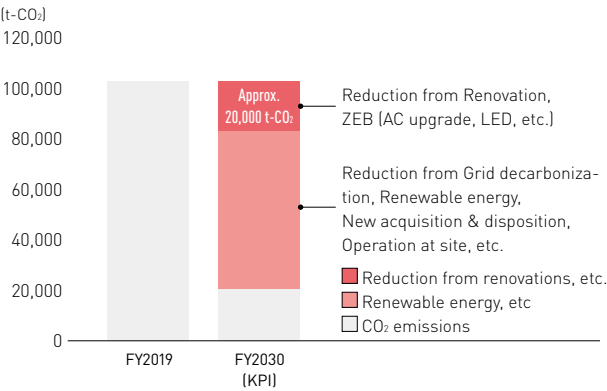 (t-CO₂)
120,000
100,000
80,000
60,000
40,000
20,000
0
Approx.
20,000 t-CO₂
Reduction from Renovation,
ZEB (AC upgrade, LED, etc.)
Reduction from Grid decarboniza-
tion, Renewable energy,
New acquisition & disposition,
Operation at site, etc.
Reduction from renovations, etc.
Renewable energy, etc
CO₂ emissions
FY2019
FY2030
(KPI)